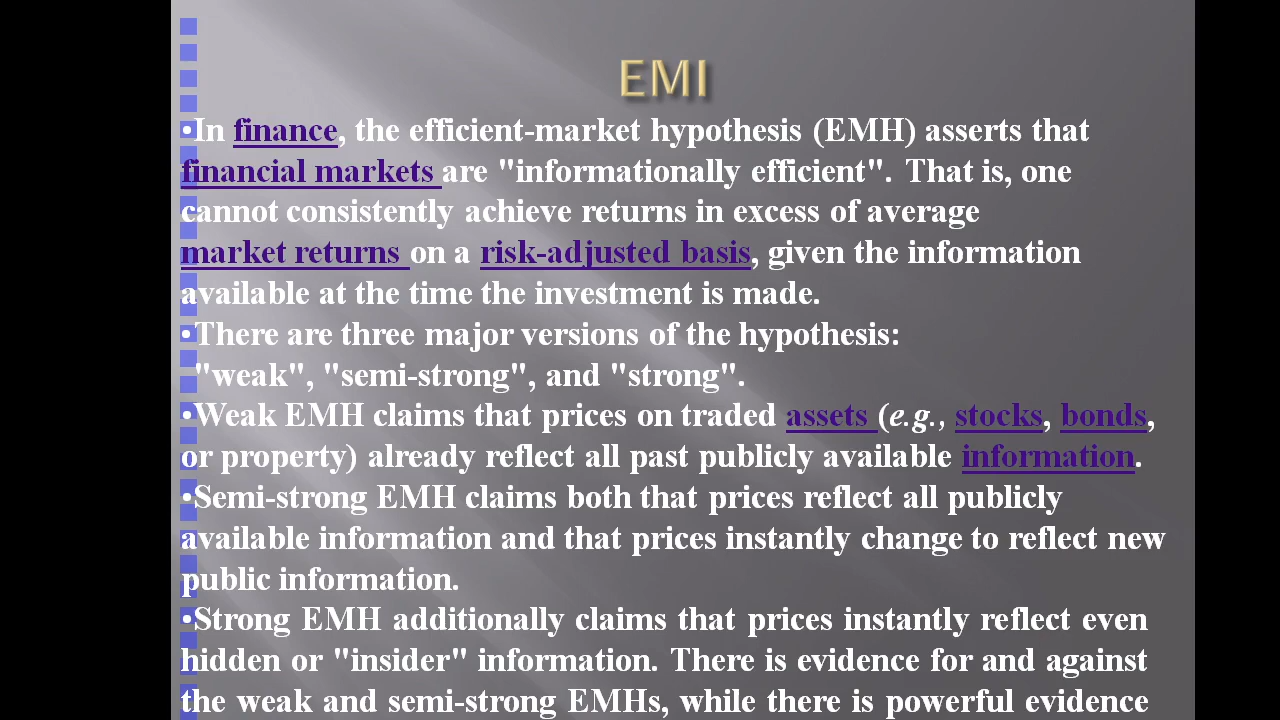 EMI
•In finance, the efficient-market hypothesis (EMH) asserts that
financial markets are "informationally efficient". That is, one
cannot consistently achieve returns in excess of average
market returns on a risk-adjusted basis, given the information
available at the time the investment is made.
•There are three major versions of the hypothesis:
"weak", "semi-strong", and "strong".
•Weak EMH claims that prices on traded assets (e.g., stocks, bonds,
or property) already reflect all past publicly available information.
•Semi-strong EMH claims both that prices reflect all publicly
available information and that prices instantly change to reflect new
public information.
•Strong EMH additionally claims that prices instantly reflect even
hidden or "insider" information. There is evidence for and against
the weak and semi-strong EMHs, while there is powerful evidence